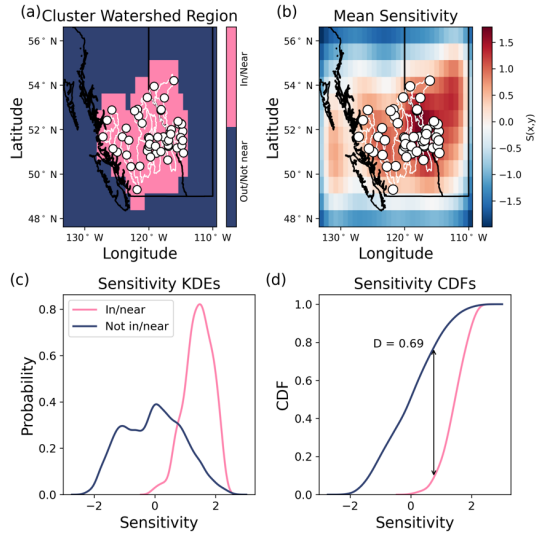 (a) Cluster Watershed Region
56° N
54° N
52° N
50° N
48° N
Latitude
130° W 120° W 110° W
Longitude
In/Near
Out/Not near
(b) Mean Sensitivity
56° N
54° N
52° N
50° N
48° N
Latitude
130° W 120° W 110° W
Longitude
1.5
1.0
0.5
0.0
−0.5
−1.0
−1.5
S(x,y)
(c) Sensitivity KDEs
In/near
Not in/near
0.8
0.6
0.4
0.2
0.0
Probability
−2 0 2
Sensitivity
(d) Sensitivity CDFs
D = 0.69
1.0
0.8
0.6
0.4
0.2
0.0
CDF
−2 0 2
Sensitivity